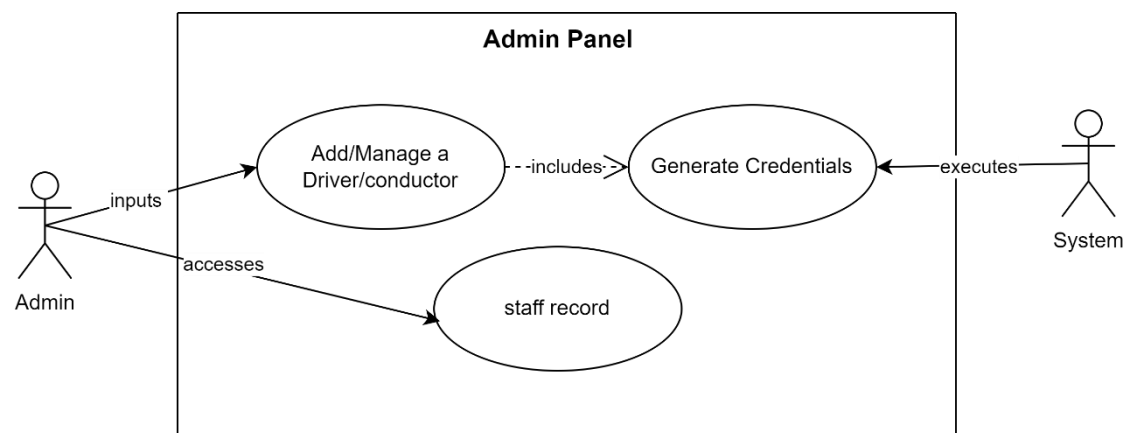 Admin Panel
Add/Manage a
Driver/conductor
includes
Generate Credentials
executes
inputs
accesses
System
Admin
staff record